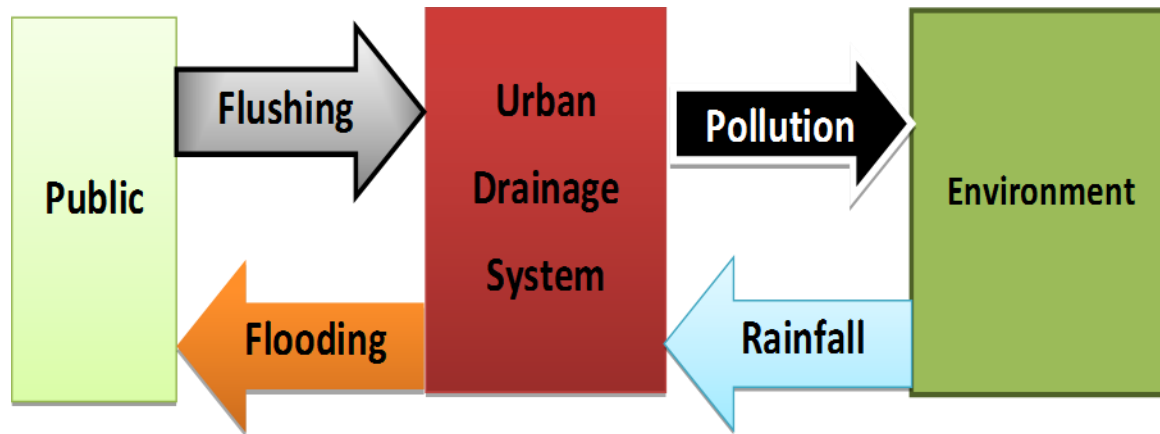 Public
Flushing
Flooding
Urban
Drainage
System
Pollution
Rainfall
Environment